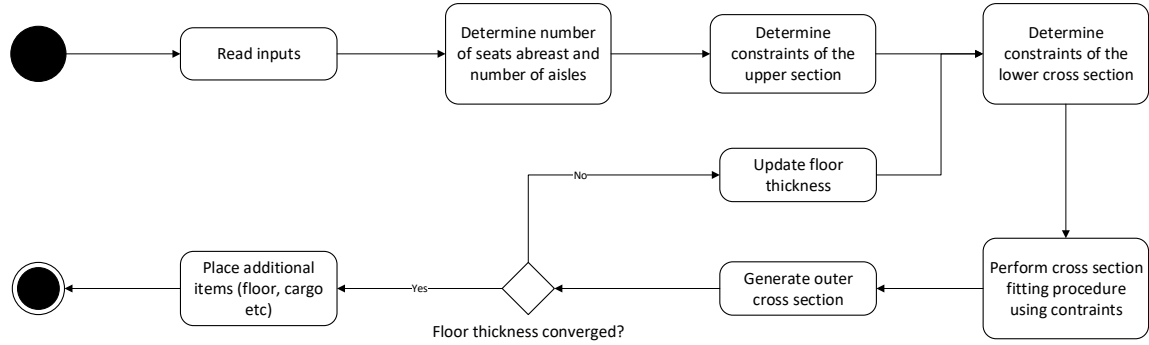 Read inputs
Determine number
of seats abreast and
number of aisles
Determine
constraints of the
upper section
Determine
constraints of the
lower cross section
No
Update floor
thickness
Place additional
items (floor, cargo
etc)
Yes
Floor thickness converged?
Generate outer
cross section
Perform cross section
fitting procedure
using contraints